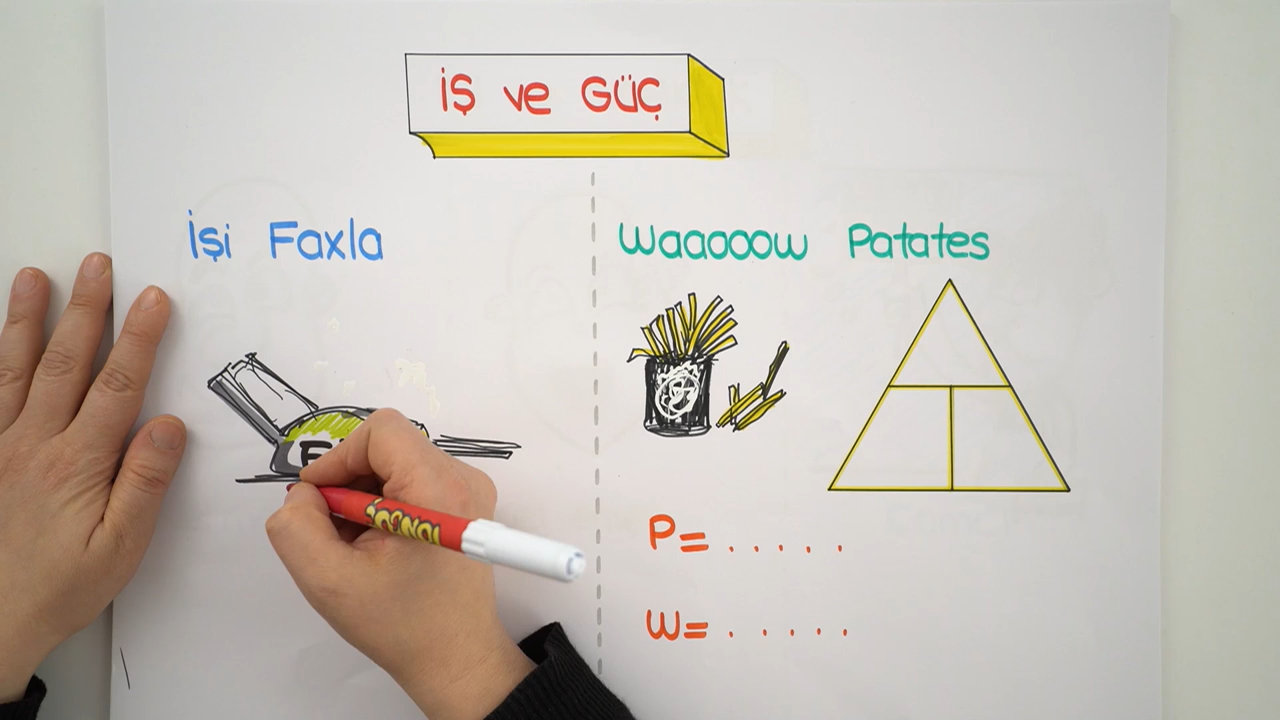 İŞ ve GÜÇ
İşi Faxla
Waaooow Patates
P= . . . . .
W= . . . . .